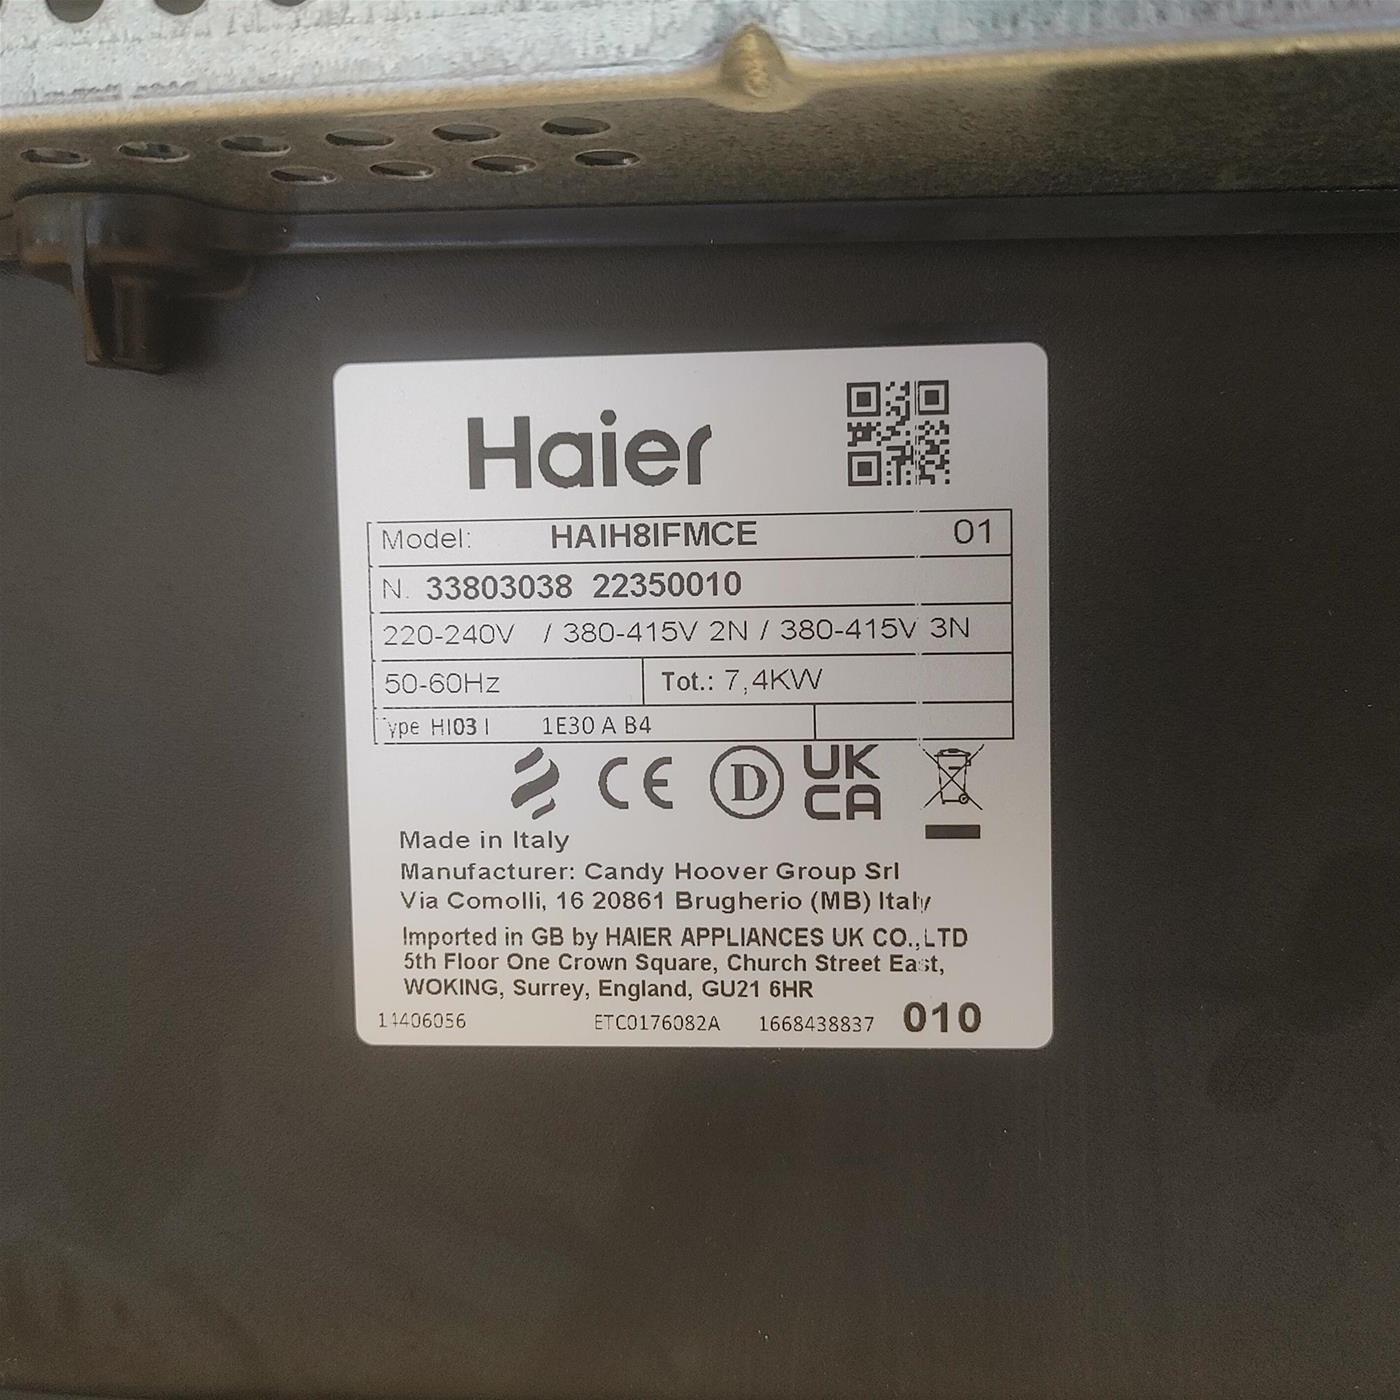 Haier
Model: HAIH8IFMCE 01
N. 33803038 22350010
220-240V / 380-415V 2N / 380-415V 3N
50-60Hz Tot.: 7,4KW
Type HI03 I 1E30 A B4
CE D UK CA
Made in Italy
Manufacturer: Candy Hoover Group Srl
Via Comolli, 16 20861 Brugherio (MB) Italy
Imported in GB by HAIER APPLIANCES UK CO.,LTD
5th Floor One Crown Square, Church Street East,
WOKING, Surrey, England, GU21 6HR
14406056 ETC0176082A 1668438837 010